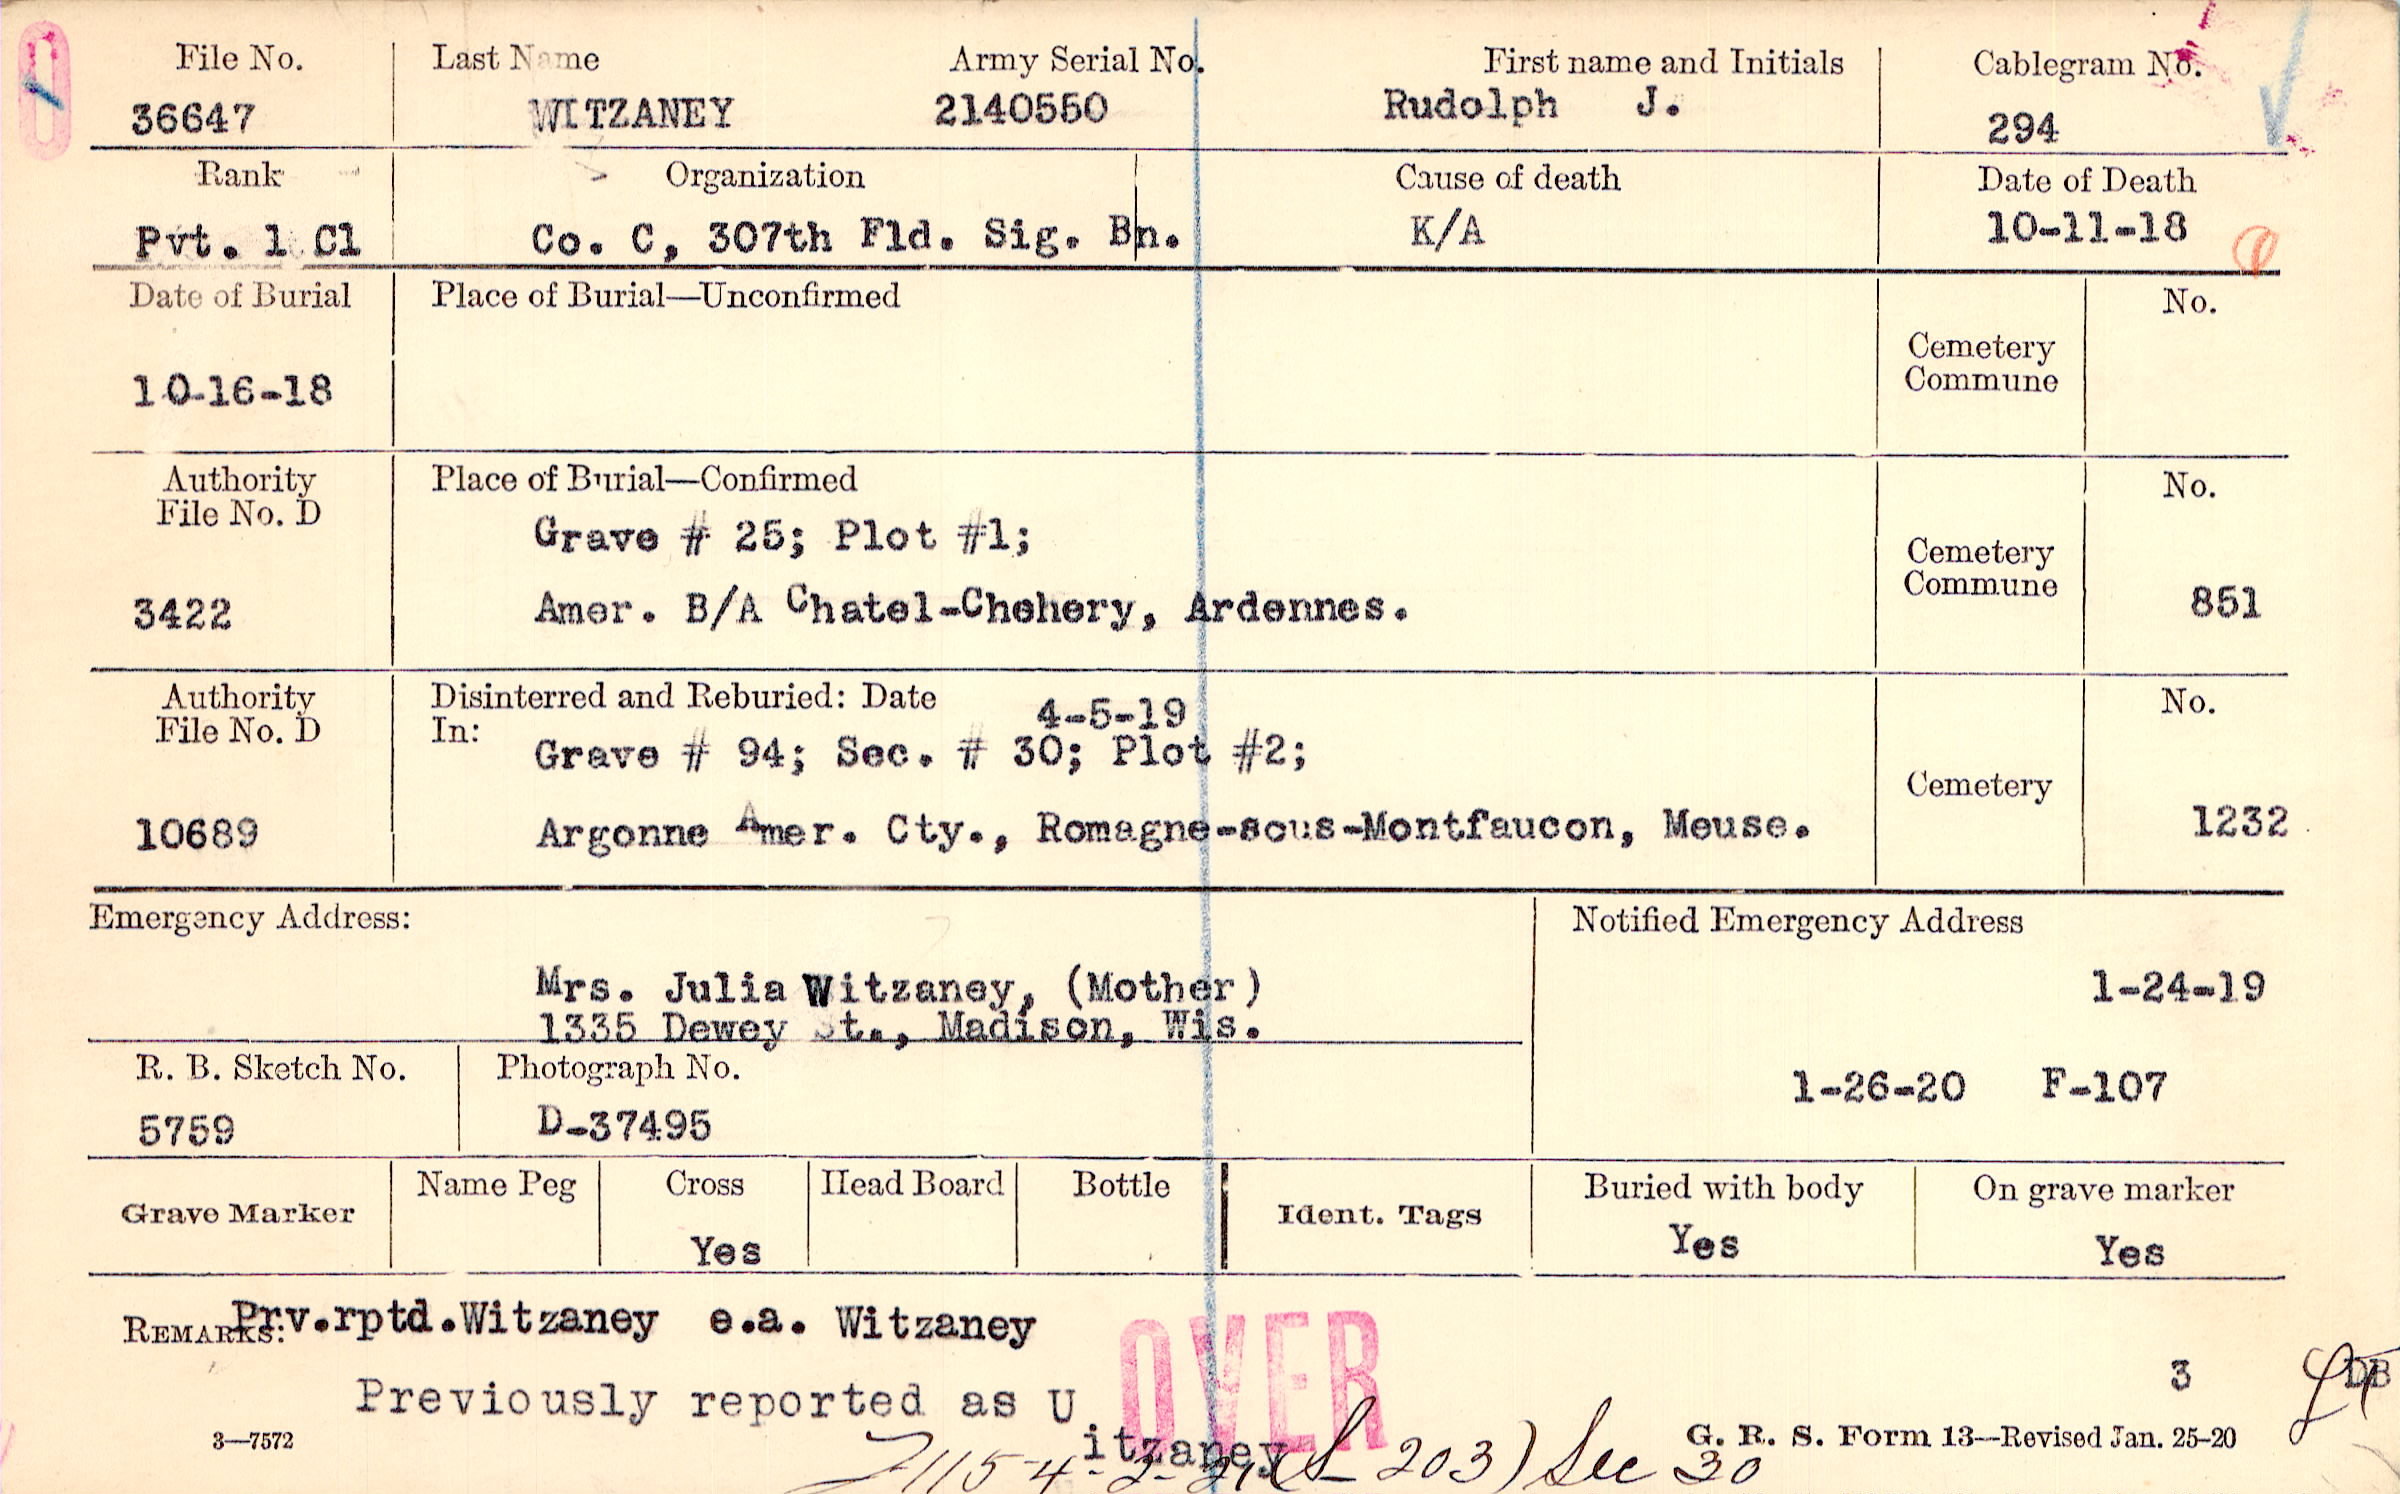 File No. Last Name Army Serial No. First name and Initials Cablegram No.
36647 WITZANEY 2140550 Rudolph J. 294
Rank Organization Cause of death Date of Death
Pvt. 1 Cl Co. C, 307th Fld. Sig. Bn. K/A 10-11-18
Date of Burial Place of Burial—Unconfirmed No.
Cemetery
Commune
10-16-18
Authority Place of Burial—Confirmed No.
File No. D
Grave # 25; Plot #1;
Cemetery
Commune
3422 Amer. B/A Chatel-Chehery, Ardennes. 851
Authority Disinterred and Reburied: Date 4-5-19 No.
File No. D In:
Grave # 94; Sec. # 30; Plot #2;
Cemetery
10689 Argonne Amer. Cty., Romagne-sous-Montfaucon, Meuse. 1232
Emergency Address: Notified Emergency Address
Mrs. Julia Witzaney, (Mother) 1-24-19
1335 Dewey St., Madison, Wis.
R. B. Sketch No. Photograph No.
1-26-20 F-107
5759 D-37495
Grave Marker Name Peg Cross Head Board Bottle Ident. Tags Buried with body On grave marker
Yes Yes Yes
REMARKS: Prv.rptd.Witzaney e.a. Witzaney
OVER
3 DB
Previously reported as U
itzaney
3—7572 G. R. S. Form 13—Revised Jan. 25-20
115-4-2-21 (L-203) Sec 30